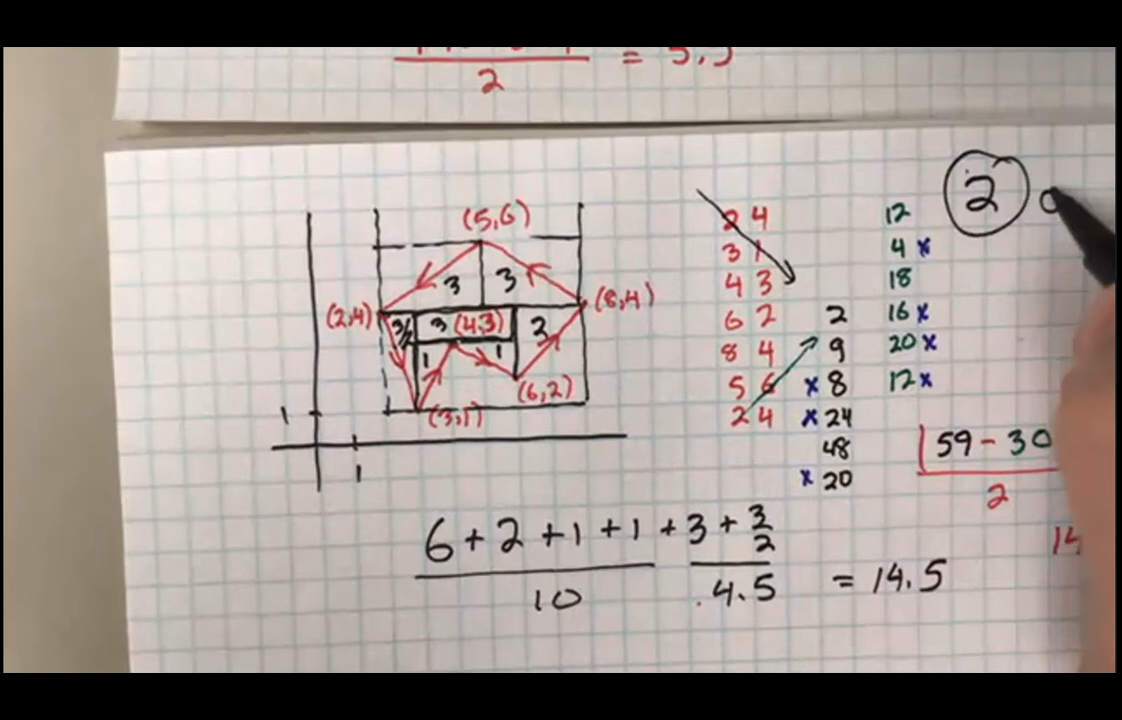 2 = 5,5
(5,6)
3 3
(2,4) (8,4)
3/2 3 (4,3) 2
1 1
(6,2)
(3,1)
1
1
2 4
3 1
4 3
6 2
8 4
5 6
2 4
2
9
x 8
x 24
48
x 20
12
4 x
18
16 x
20 x
12 x
2
59 - 30
2
14
6 + 2 + 1 + 1 + 3 + 3/2
10 4.5 = 14.5